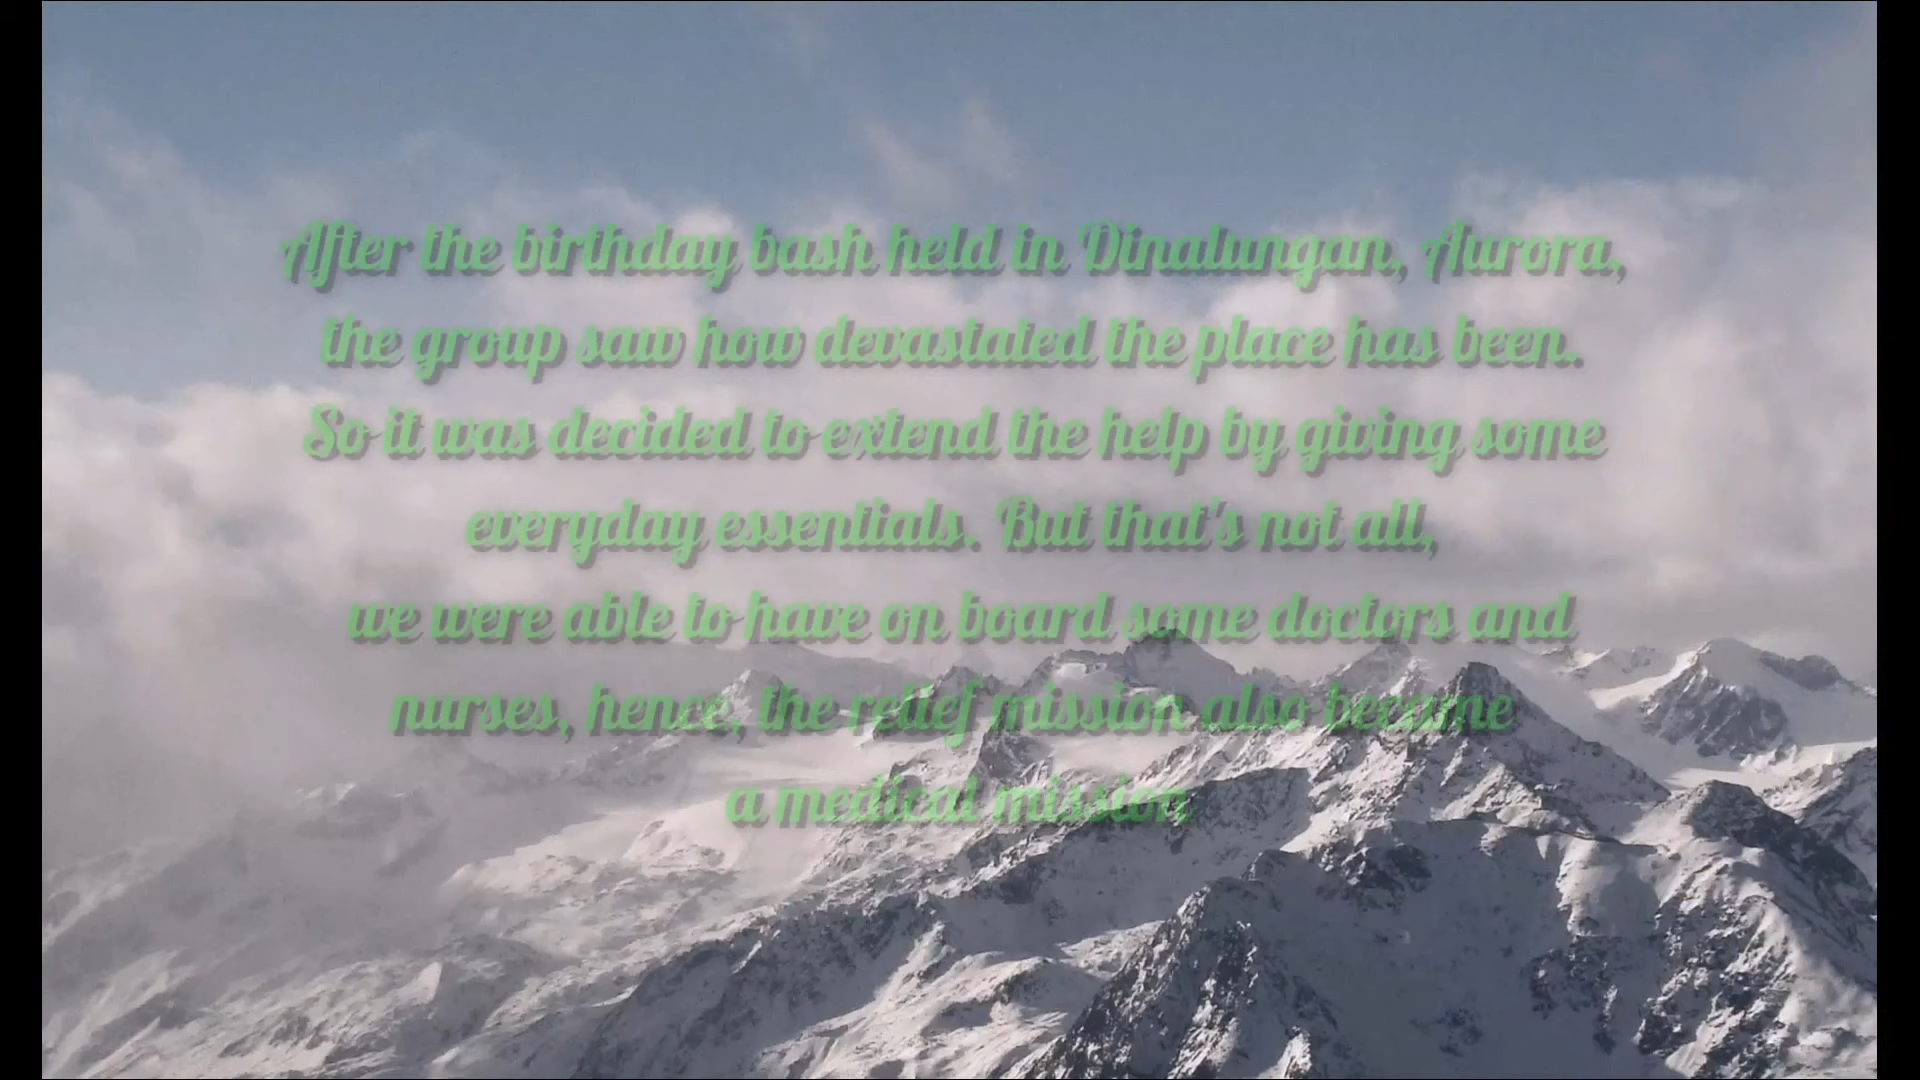 After the birthday bash held in Dinalungan, Aurora,
the group saw how devastated the place has been.
So it was decided to extend the help by giving some
everyday essentials. But that's not all,
we were able to have on board some doctors and
nurses, hence, the relief mission also became
a medical mission